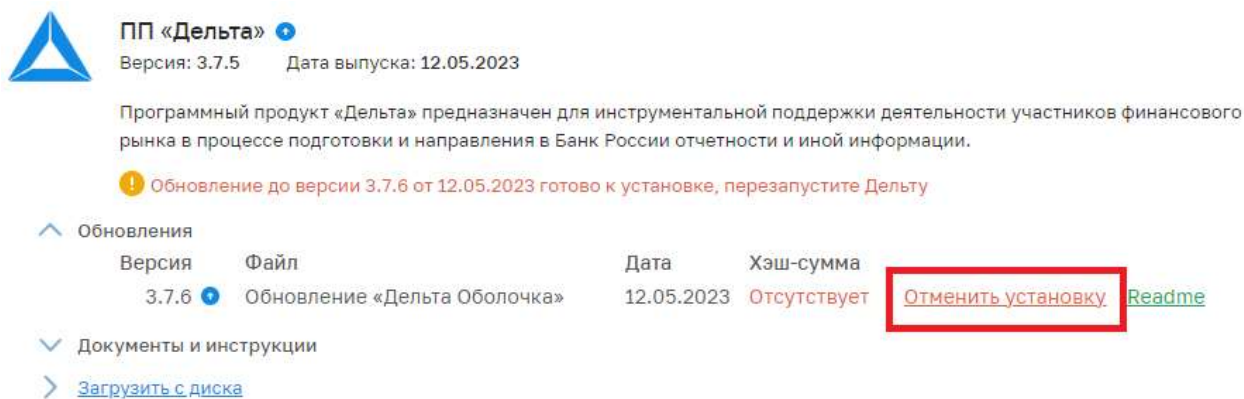 ПП «Дельта»
Версия: 3.7.5 Дата выпуска: 12.05.2023
Программный продукт «Дельта» предназначен для инструментальной поддержки деятельности участников финансового
рынка в процессе подготовки и направления в Банк России отчетности и иной информации.
Обновление до версии 3.7.6 от 12.05.2023 готово к установке, перезапустите Дельту
Обновления
Версия Файл Дата Хэш-сумма
3.7.6 Обновление «Дельта Оболочка» 12.05.2023 Отсутствует Отменить установку Readme
Документы и инструкции
Загрузить с диска